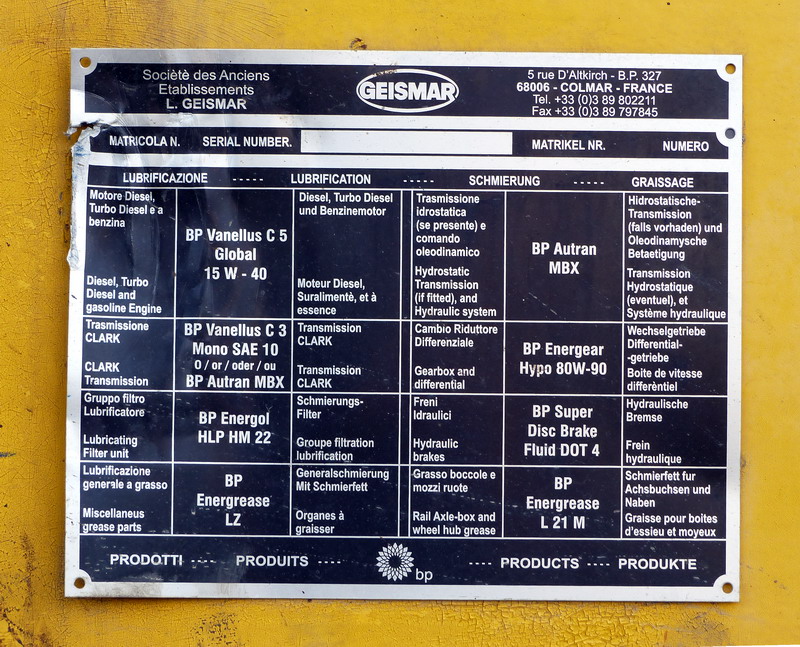 Sociètè des Anciens
Etablissements
L. GEISMAR
GEISMAR
5 rue D'Altkirch - B.P. 327
68006 - COLMAR - FRANCE
Tel. +33 (0)3 89 802211
Fax +33 (0)3 89 797845
MATRICOLA N. SERIAL NUMBER. MATRIKEL NR. NUMERO
LUBRIFICAZIONE ----- LUBRIFICATION ----- SCHMIERUNG ----- GRAISSAGE
Motore Diesel,
Turbo Diesel e a
benzina
Diesel, Turbo
Diesel and
gasoline Engine
BP Vanellus C 5
Global
15 W - 40
Diesel, Turbo Diesel
und Benzinemotor
Moteur Diesel,
Suralimentè, et à
essence
Trasmissione
idrostatica
(se presente) e
comando
oleodinamico
Hydrostatic
Transmission
(if fitted), and
Hydraulic system
BP Autran
MBX
Hidrostatische-
Transmission
(falls vorhaden) und
Oleodinamysche
Betaetigung
Transmission
Hydrostatique
(eventuel), et
Système hydraulique
Trasmissione
CLARK
CLARK
Transmission
BP Vanellus C 3
Mono SAE 10
O / or / oder / ou
BP Autran MBX
Transmission
CLARK
Transmission
CLARK
Cambio Riduttore
Differenziale
Gearbox and
differential
BP Energear
Hypo 80W-90
Wechselgetriebe
Differential-
-getriebe
Boite de vitesse
diffèrèntiel
Gruppo filtro
Lubrificatore
Lubricating
Filter unit
BP Energol
HLP HM 22
Schmierungs-
Filter
Groupe filtration
lubrification
Freni
Idraulici
Hydraulic
brakes
BP Super
Disc Brake
Fluid DOT 4
Hydraulische
Bremse
Frein
hydraulique
Lubrificazione
generale a grasso
Miscellaneus
grease parts
BP
Energrease
LZ
Generalschmierung
Mit Schmierfett
Organes à
graisser
Grasso boccole e
mozzi ruote
Rail Axle-box and
wheel hub grease
BP
Energrease
L 21 M
Schmierfett fur
Achsbuchsen und
Naben
Graisse pour boites
d'essieu et moyeux
PRODOTTI ---- PRODUITS ---- bp ---- PRODUCTS ---- PRODUKTE